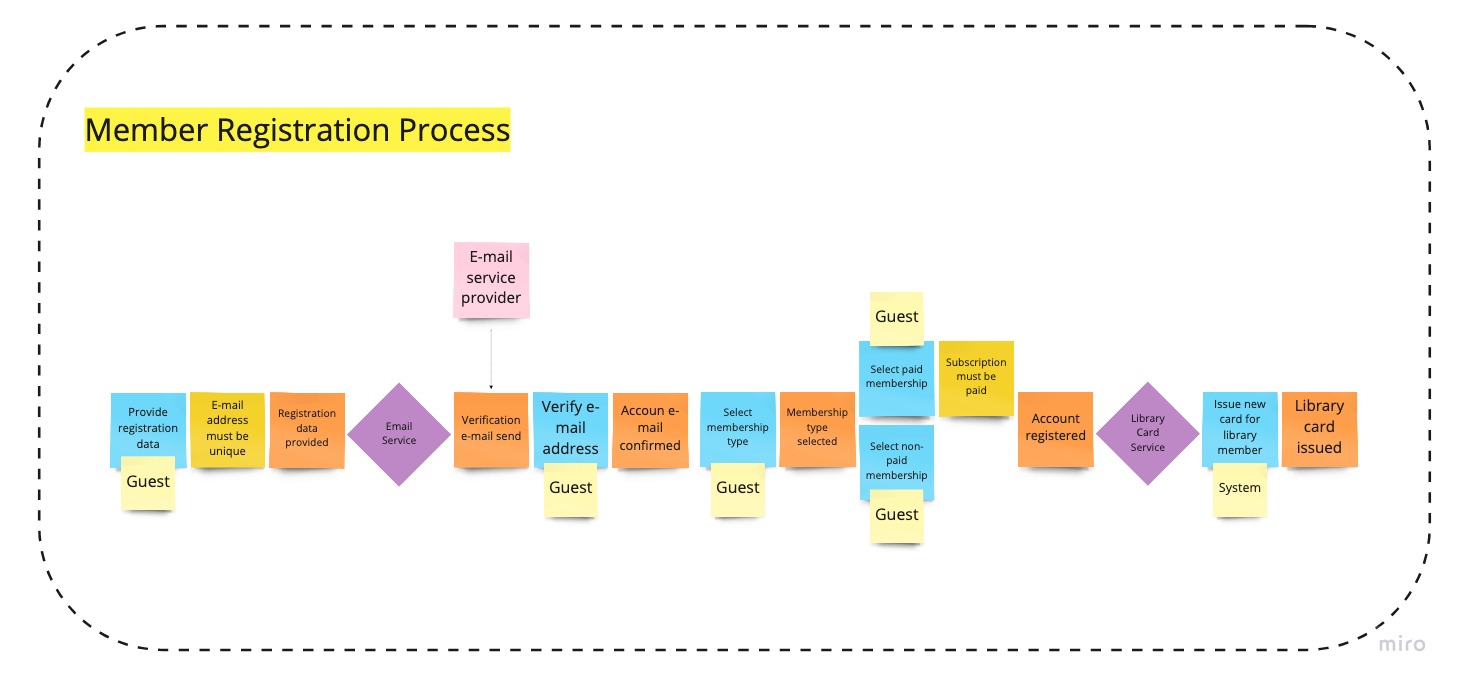 Member Registration Process
E-mail
service
provider
Guest
Select paid
membership
Subscription
must be
paid
Provide
registration
data
Guest
E-mail
address
must be
unique
Registration
data
provided
Email
Service
Verification
e-mail send
Verify e-
mail
address
Guest
Accoun e-
mail
confirmed
Select
membership
type
Guest
Membership
type
selected
Select non-
paid
membership
Guest
Account
registered
Library
Card
Service
Issue new
card for
library
member
System
Library
card
issued
miro